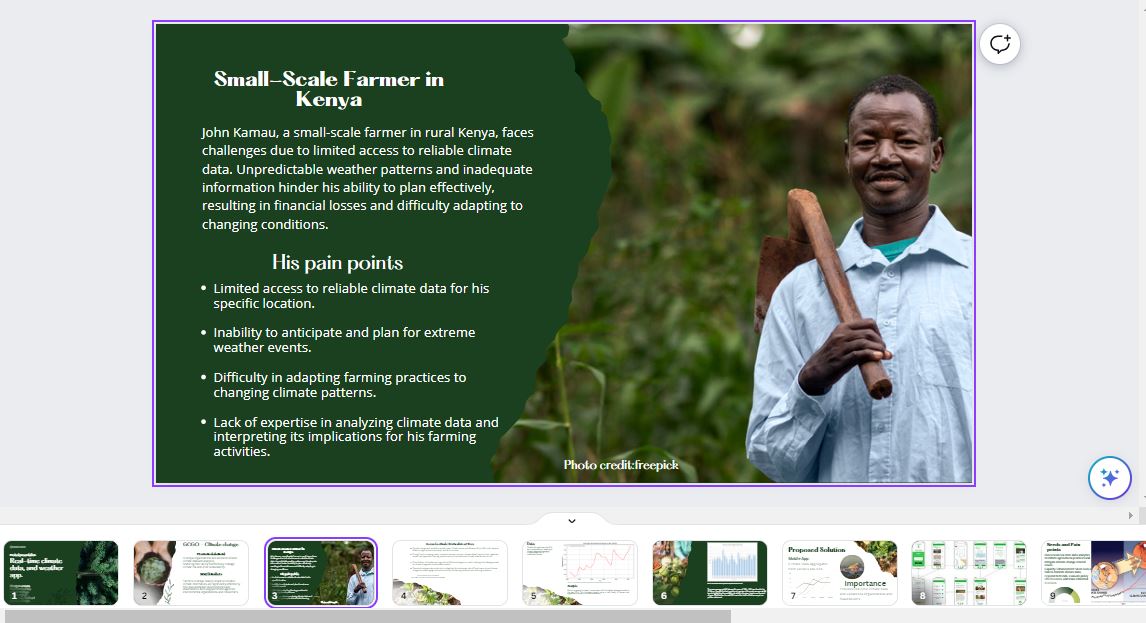 Small-Scale Farmer in
Kenya
John Kamau, a small-scale farmer in rural Kenya, faces
challenges due to limited access to reliable climate
data. Unpredictable weather patterns and inadequate
information hinder his ability to plan effectively,
resulting in financial losses and difficulty adapting to
changing conditions.
His pain points
• Limited access to reliable climate data for his
specific location.
• Inability to anticipate and plan for extreme
weather events.
• Difficulty in adapting farming practices to
changing climate patterns.
• Lack of expertise in analyzing climate data and
interpreting its implications for his farming
activities.
Photo credit:freepick
Real-time climate
data, and weather
app.
1
2
3
4
5
6
Proposed Solution
Importance
7
8
Needs and Pain
points
9